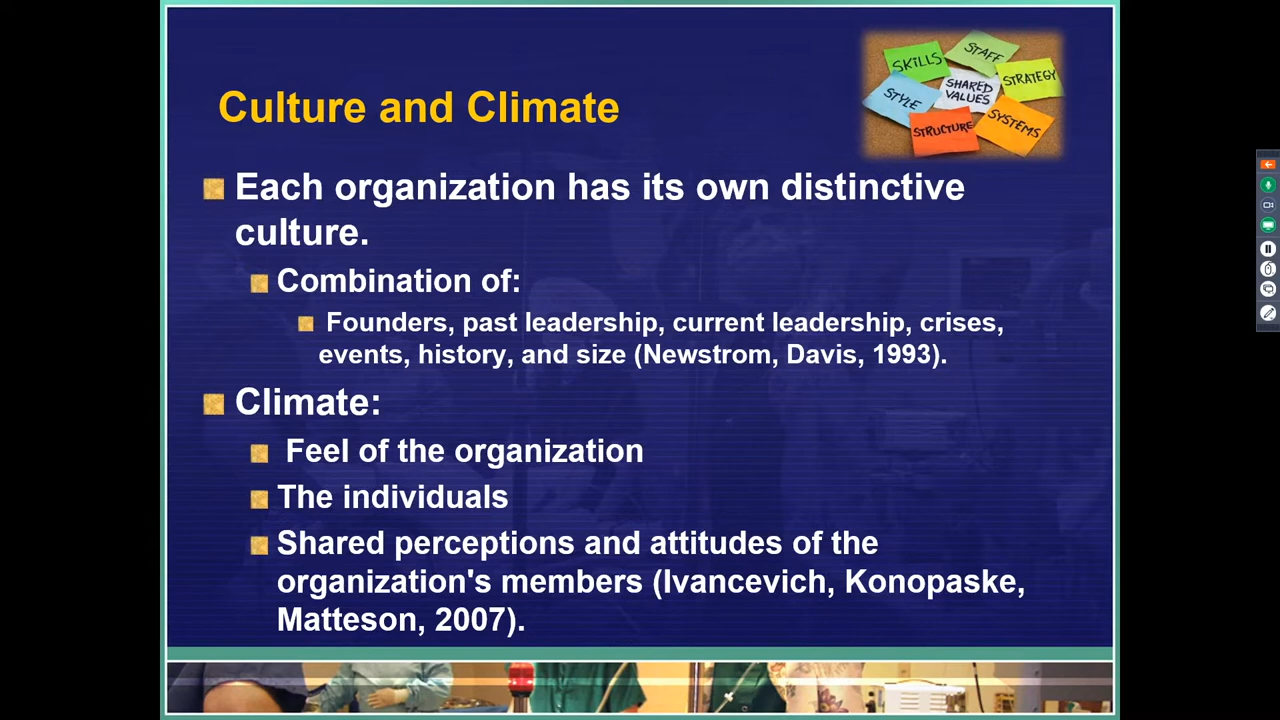 SKILLS
STAFF
STRATEGY
STYLE
SHARED
VALUES
STRUCTURE
SYSTEMS
Culture and Climate
Each organization has its own distinctive
culture.
Combination of:
Founders, past leadership, current leadership, crises,
events, history, and size (Newstrom, Davis, 1993).
Climate:
Feel of the organization
The individuals
Shared perceptions and attitudes of the
organization's members (Ivancevich, Konopaske,
Matteson, 2007).